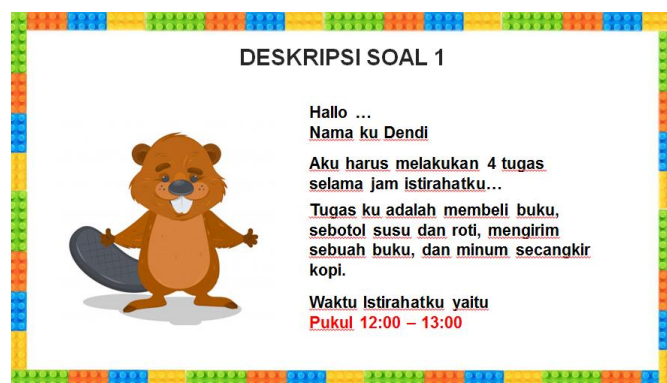 DESKRIPSI SOAL 1
Hallo ...
Nama ku Dendi
Aku harus melakukan 4 tugas
selama jam istirahatku...
Tugas ku adalah membeli buku,
sebotol susu dan roti, mengirim
sebuah buku, dan minum secangkir
kopi.
Waktu Istirahatku yaitu
Pukul 12:00 – 13:00